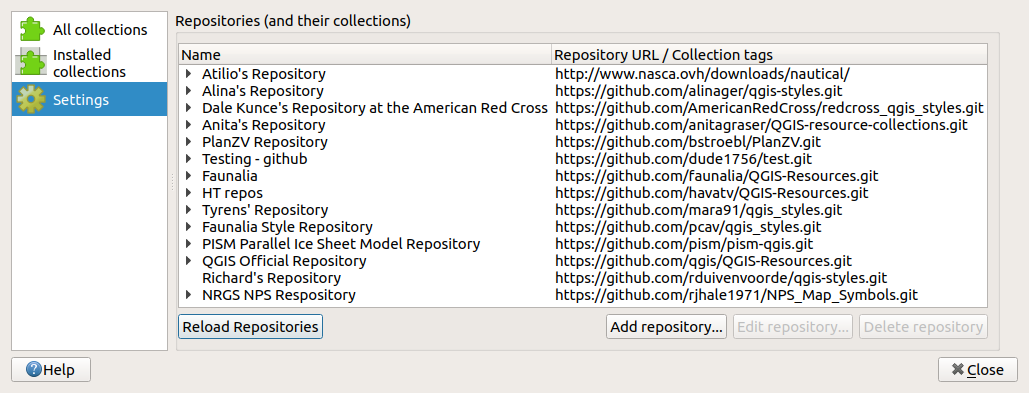 All collections
Installed
collections
Settings
Repositories (and their collections)
Name Repository URL / Collection tags
Atilio's Repository http://www.nasca.ovh/downloads/nautical/
Alina's Repository https://github.com/alinager/qgis-styles.git
Dale Kunce's Repository at the American Red Cross https://github.com/AmericanRedCross/redcross_qgis_styles.git
Anita's Repository https://github.com/anitagraser/QGIS-resource-collections.git
PlanZV Repository https://github.com/bstroebl/PlanZV.git
Testing - github https://github.com/dude1756/test.git
Faunalia https://github.com/faunalia/QGIS-Resources.git
HT repos https://github.com/havatv/QGIS-Resources.git
Tyrens' Repository https://github.com/mara91/qgis_styles.git
Faunalia Style Repository https://github.com/pcav/qgis_styles.git
PISM Parallel Ice Sheet Model Repository https://github.com/pism/pism-qgis.git
QGIS Official Repository https://github.com/qgis/QGIS-Resources.git
Richard's Repository https://github.com/rduivenvoorde/qgis-styles.git
NRGS NPS Respository https://github.com/rjhale1971/NPS_Map_Symbols.git
Reload Repositories Add repository... Edit repository... Delete repository
Help Close